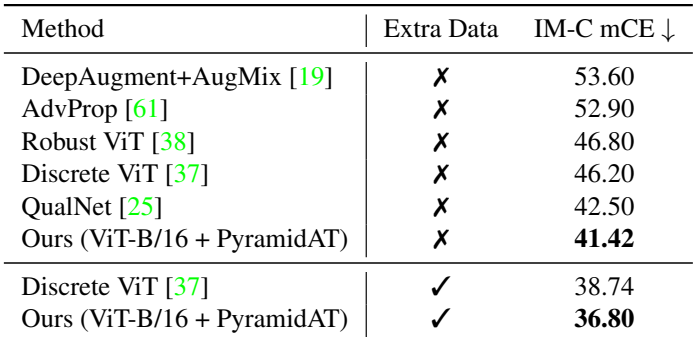 Method Extra Data IM-C mCE ↓
DeepAugment+AugMix [19] ✗ 53.60
AdvProp [61] ✗ 52.90
Robust ViT [38] ✗ 46.80
Discrete ViT [37] ✗ 46.20
QualNet [25] ✗ 42.50
Ours (ViT-B/16 + PyramidAT) ✗ 41.42
Discrete ViT [37] ✓ 38.74
Ours (ViT-B/16 + PyramidAT) ✓ 36.80